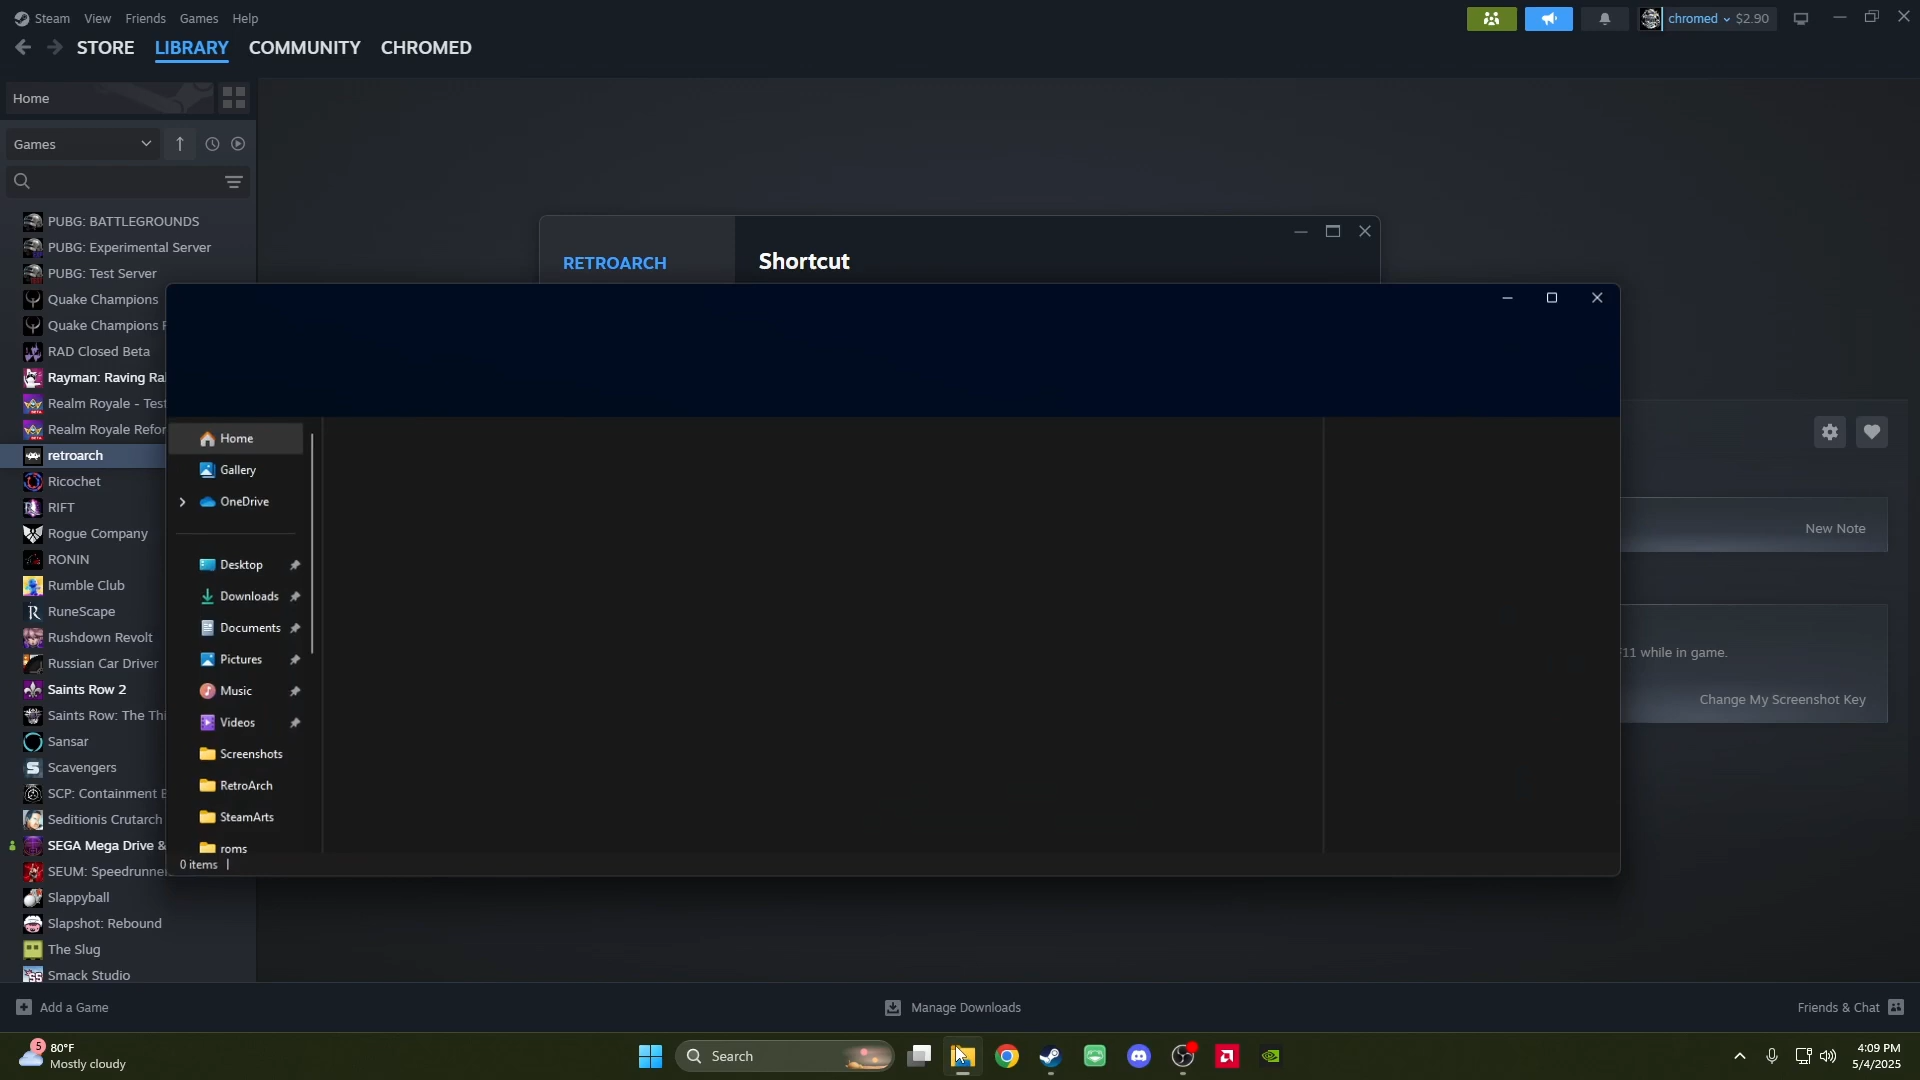 Steam View Friends Games Help
chromed $2.90
STORE LIBRARY COMMUNITY CHROMED
Home
Games
PUBG: BATTLEGROUNDS
PUBG: Experimental Server
PUBG: Test Server
Quake Champions
Quake Champions
RAD Closed Beta
Rayman: Raving Ra
Realm Royale - Test
Realm Royale Refor
retroarch
Ricochet
RIFT
Rogue Company
RONIN
Rumble Club
RuneScape
Rushdown Revolt
Russian Car Driver
Saints Row 2
Saints Row: The Thi
Sansar
Scavengers
SCP: Containment
Seditionis Crutarch
SEGA Mega Drive &
SEUM: Speedrunne
Slappyball
Slapshot: Rebound
The Slug
Smack Studio
RETROARCH
Shortcut
Home
Gallery
OneDrive
Desktop
Downloads
Documents
Pictures
Music
Videos
Screenshots
RetroArch
SteamArts
roms
0 items
New Note
F11 while in game.
Change My Screenshot Key
Add a Game
Manage Downloads
Friends & Chat
5
80°F
Mostly cloudy
Search
4:09 PM
5/4/2025